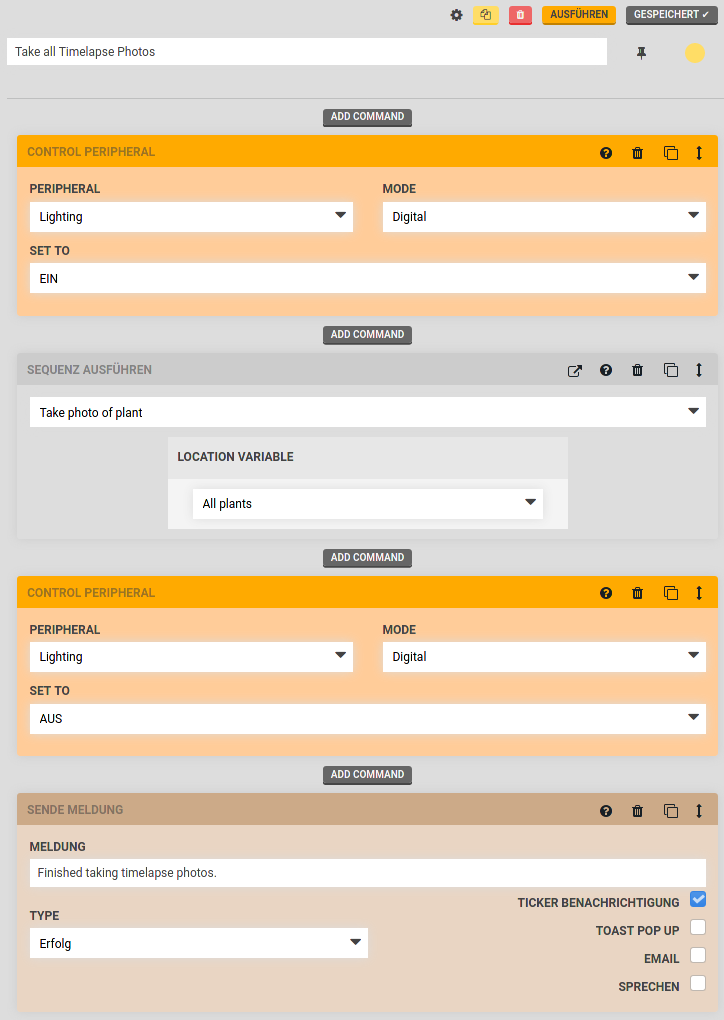 AUSFÜHREN GESPEICHERT ✓
Take all Timelapse Photos
ADD COMMAND
CONTROL PERIPHERAL
PERIPHERAL MODE
Lighting Digital
SET TO
EIN
ADD COMMAND
SEQUENZ AUSFÜHREN
Take photo of plant
LOCATION VARIABLE
All plants
ADD COMMAND
CONTROL PERIPHERAL
PERIPHERAL MODE
Lighting Digital
SET TO
AUS
ADD COMMAND
SENDE MELDUNG
MELDUNG
Finished taking timelapse photos.
TICKER BENACHRICHTIGUNG
TYPE
TOAST POP UP
Erfolg
EMAIL
SPRECHEN